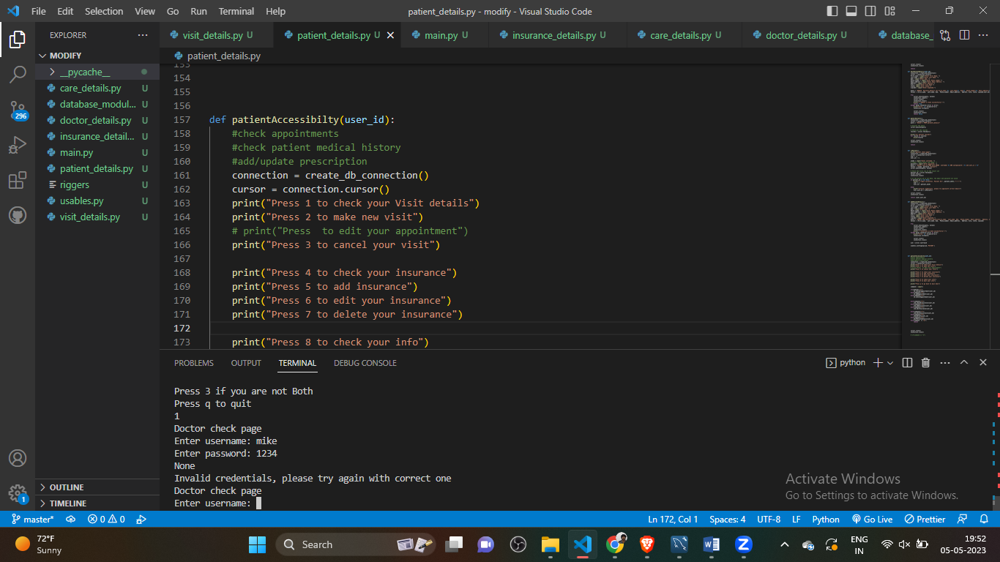 File Edit Selection View Go Run Terminal Help
patient_details.py - modify - Visual Studio Code
EXPLORER
visit_details.py U
patient_details.py U
main.py U
insurance_details.py U
care_details.py U
doctor_details.py U
database_
MODIFY
patient_details.py
__pycache__
care_details.py U
database_modul... U
doctor_details.py U
insurance_detail... U
main.py U
patient_details.py U
riggers U
usables.py U
visit_details.py U
296
1
OUTLINE
TIMELINE
153
154
155
156
157 def patientAccessibilty(user_id):
158 #check appointments
159 #check patient medical history
160 #add/update prescription
161 connection = create_db_connection()
162 cursor = connection.cursor()
163 print("Press 1 to check your Visit details")
164 print("Press 2 to make new visit")
165 # print("Press  to edit your appointment")
166 print("Press 3 to cancel your visit")
167
168 print("Press 4 to check your insurance")
169 print("Press 5 to add insurance")
170 print("Press 6 to edit your insurance")
171 print("Press 7 to delete your insurance")
172
173 print("Press 8 to check your info")
PROBLEMS OUTPUT TERMINAL DEBUG CONSOLE
python
Press 3 if you are not Both
Press q to quit
1
Doctor check page
Enter username: mike
Enter password: 1234
None
Invalid credentials, please try again with correct one
Doctor check page
Enter username:
Activate Windows
Go to Settings to activate Windows.
master* 0 0
Ln 172, Col 1 Spaces: 4 UTF-8 LF Python Go Live Prettier
72°F
Sunny
Search
ENG
IN
19:52
05-05-2023